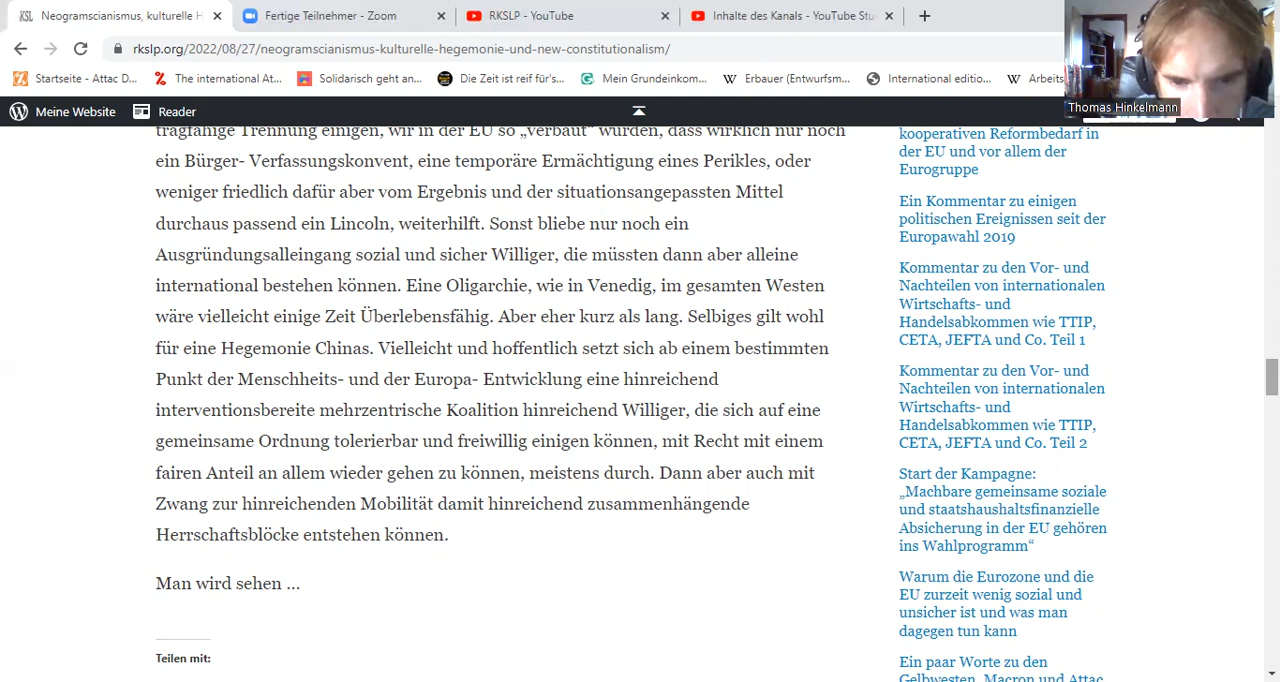 Neogramscianismus, kulturelle H
Fertige Teilnehmer - Zoom
RKSLP - YouTube
Inhalte des Kanals - YouTube Stu
rkslp.org/2022/08/27/neogramscianismus-kulturelle-hegemonie-und-new-constitutionalism/
Startseite - Attac D...
The international At...
Solidarisch geht an...
Die Zeit ist reif für's...
Mein Grundeinkom...
Erbauer (Entwurfsm...
International editio...
Arbeits
Thomas Hinkelmann
Meine Website
Reader
tragfähige Trennung einigen, wir in der EU so „verbaut“ wurden, dass wirklich nur noch
ein Bürger- Verfassungskonvent, eine temporäre Ermächtigung eines Perikles, oder
weniger friedlich dafür aber vom Ergebnis und der situationsangepassten Mittel
durchaus passend ein Lincoln, weiterhilft. Sonst bliebe nur noch ein
Ausgründungsalleingang sozial und sicher Williger, die müssten dann aber alleine
international bestehen können. Eine Oligarchie, wie in Venedig, im gesamten Westen
wäre vielleicht einige Zeit Überlebensfähig. Aber eher kurz als lang. Selbiges gilt wohl
für eine Hegemonie Chinas. Vielleicht und hoffentlich setzt sich ab einem bestimmten
Punkt der Menschheits- und der Europa- Entwicklung eine hinreichend
interventionsbereite mehrzentrische Koalition hinreichend Williger, die sich auf eine
gemeinsame Ordnung tolerierbar und freiwillig einigen können, mit Recht mit einem
fairen Anteil an allem wieder gehen zu können, meistens durch. Dann aber auch mit
Zwang zur hinreichenden Mobilität damit hinreichend zusammenhängende
Herrschaftsblöcke entstehen können.
Man wird sehen ...
Teilen mit:
kooperativen Reformbedarf in
der EU und vor allem der
Eurogruppe
Ein Kommentar zu einigen
politischen Ereignissen seit der
Europawahl 2019
Kommentar zu den Vor- und
Nachteilen von internationalen
Wirtschafts- und
Handelsabkommen wie TTIP,
CETA, JEFTA und Co. Teil 1
Kommentar zu den Vor- und
Nachteilen von internationalen
Wirtschafts- und
Handelsabkommen wie TTIP,
CETA, JEFTA und Co. Teil 2
Start der Kampagne:
„Machbare gemeinsame soziale
und staatshaushaltsfinanzielle
Absicherung in der EU gehören
ins Wahlprogramm“
Warum die Eurozone und die
EU zurzeit wenig sozial und
unsicher ist und was man
dagegen tun kann
Ein paar Worte zu den
Gelbwesten, Macron und Attac